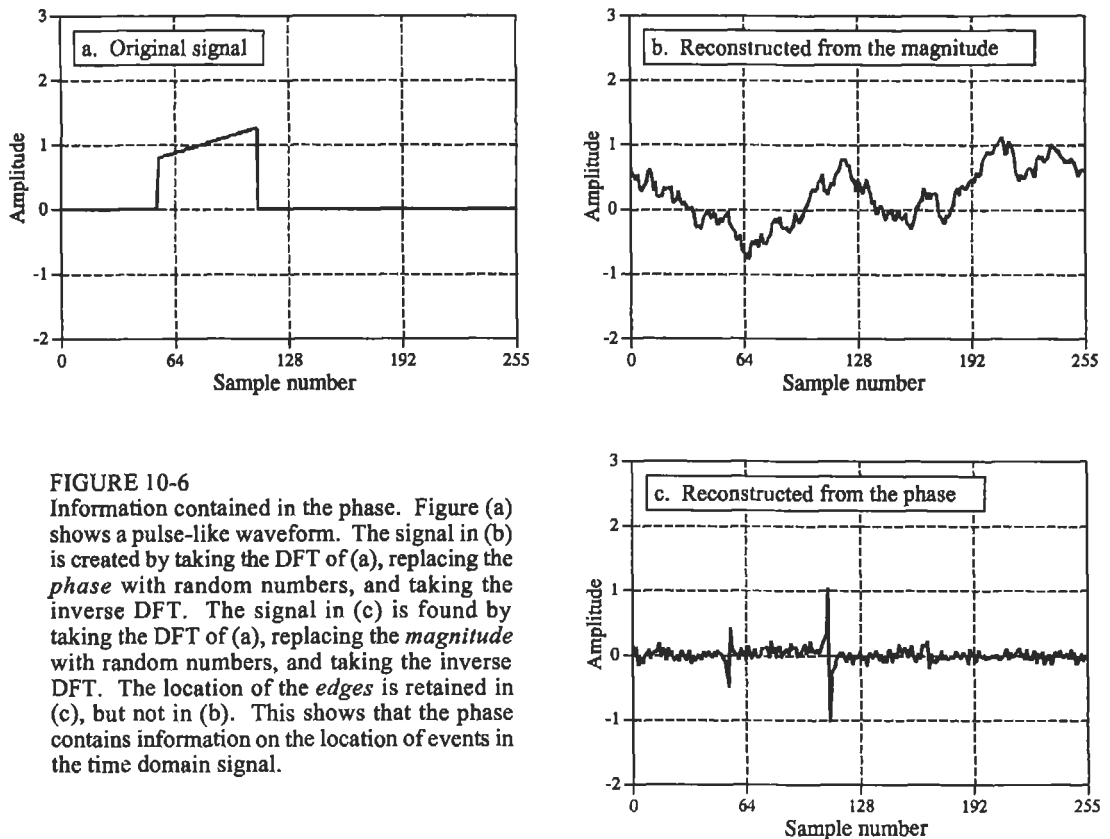 3
2
1
0
-1
-2
Amplitude
a. Original signal
0
64
128
192
255
Sample number
3
2
1
0
-1
-2
Amplitude
b. Reconstructed from the magnitude
0
64
128
192
255
Sample number
FIGURE 10-6
Information contained in the phase. Figure (a)
shows a pulse-like waveform. The signal in (b)
is created by taking the DFT of (a), replacing the
phase with random numbers, and taking the
inverse DFT. The signal in (c) is found by
taking the DFT of (a), replacing the magnitude
with random numbers, and taking the inverse
DFT. The location of the edges is retained in
(c), but not in (b). This shows that the phase
contains information on the location of events in
the time domain signal.
3
2
1
0
-1
-2
Amplitude
c. Reconstructed from the phase
0
64
128
192
255
Sample number